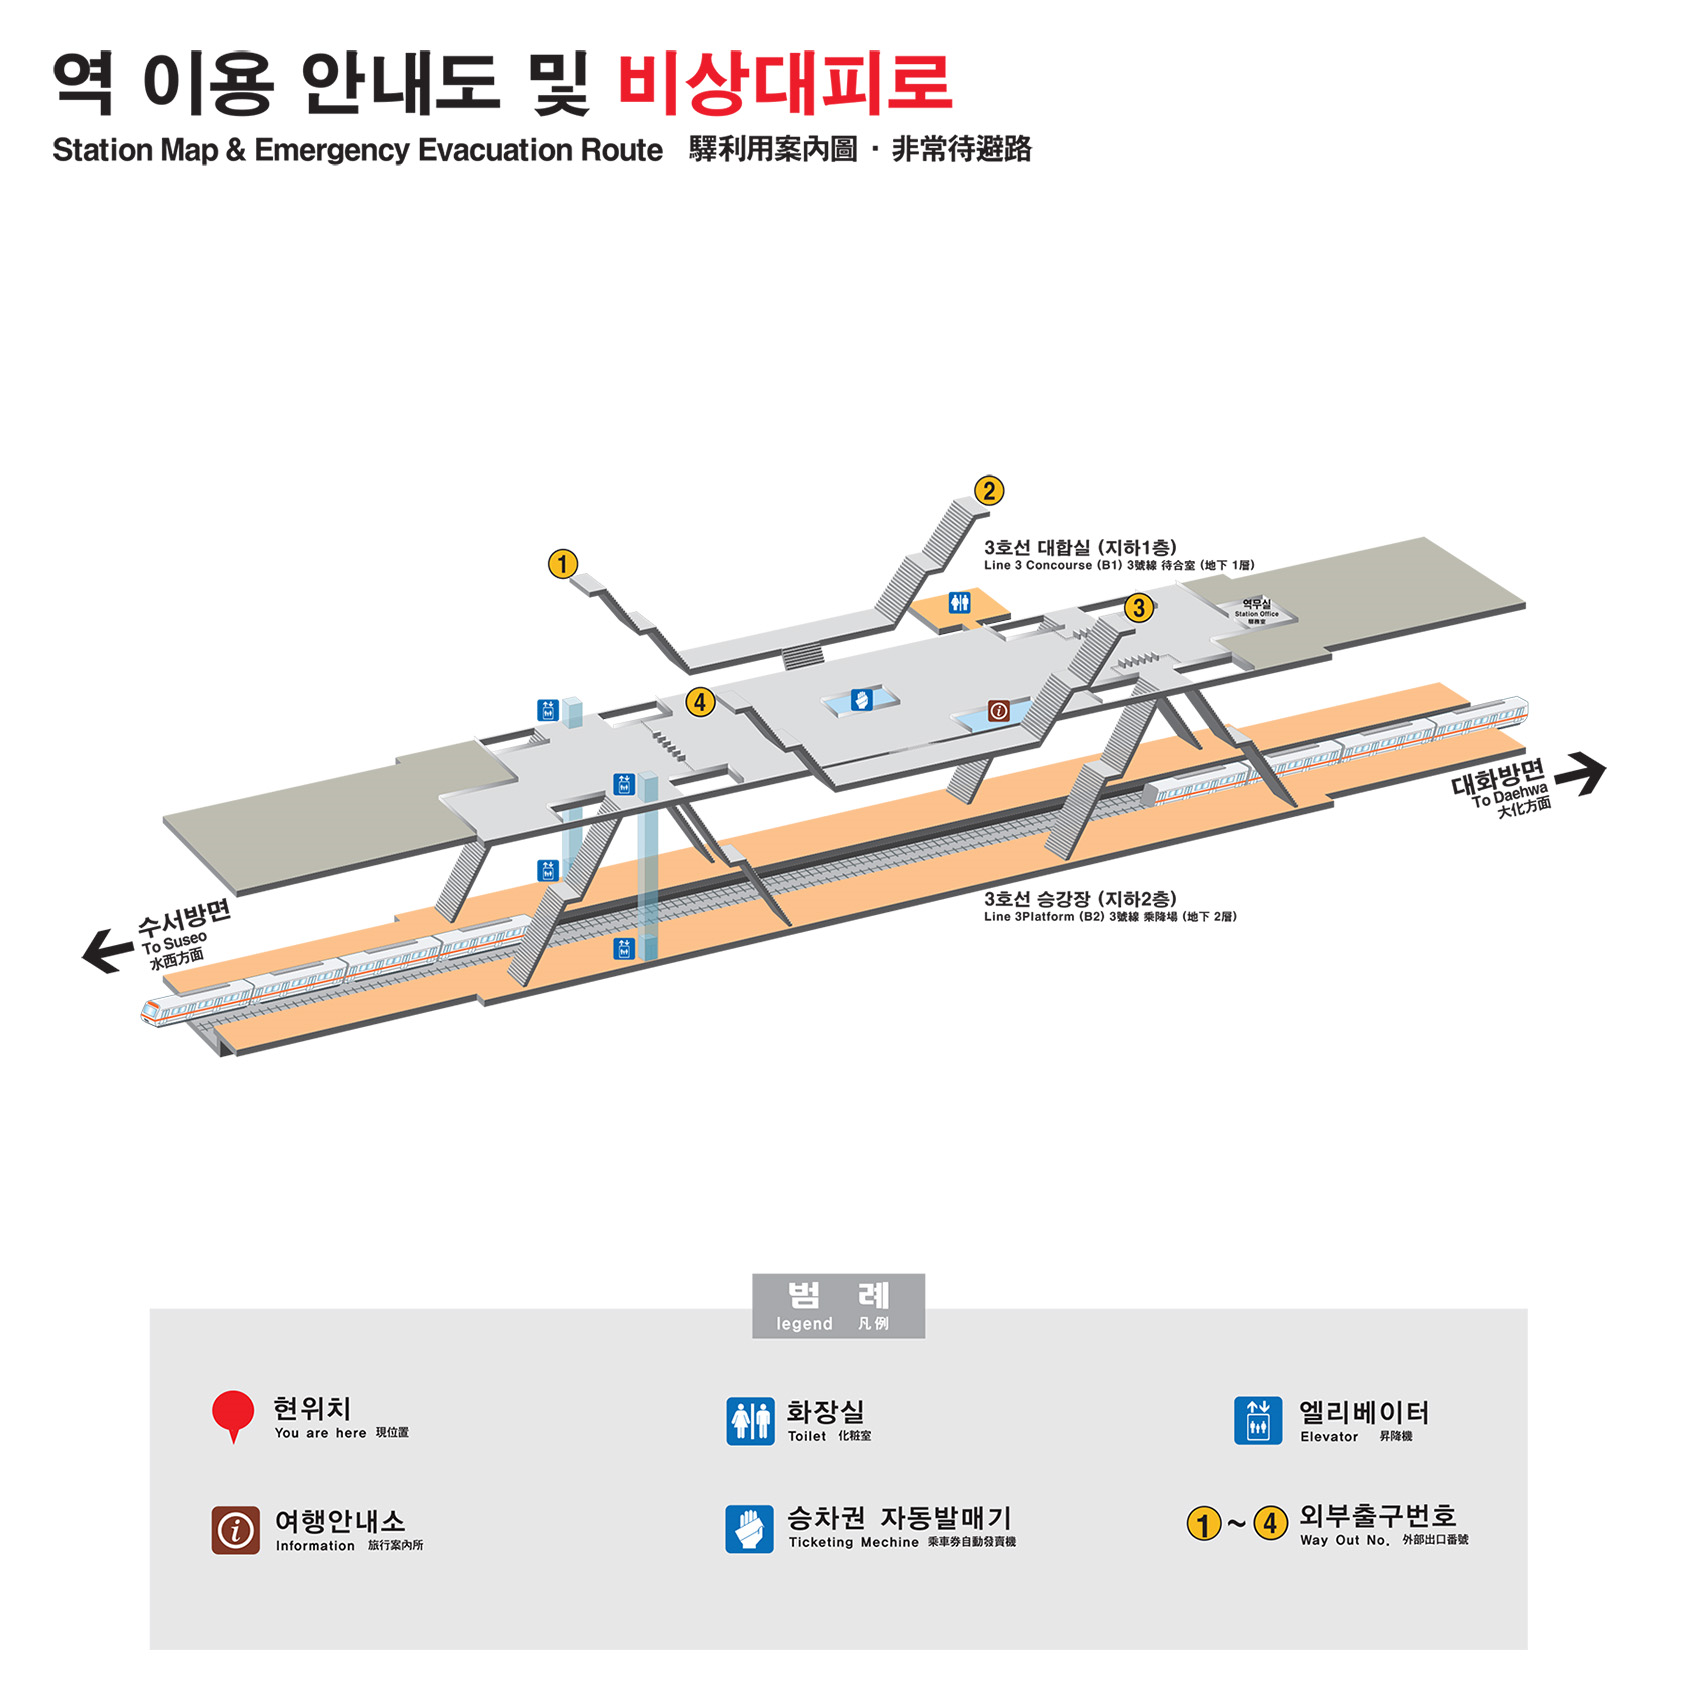 역 이용 안내도 및 비상대피로
Station Map & Emergency Evacuation Route 驛利用案內圖 · 非常待避路
2
1
3호선 대합실 (지하1층)
Line 3 Concourse (B1) 3號線 待合室 (地下 1層)
3
역무실
Station Office
驛務室
4
대화방면
To Daehwa
大化方面
3호선 승강장 (지하2층)
Line 3Platform (B2) 3號線 乘降場 (地下 2層)
수서방면
To Suseo
水西方面
범 례
legend 凡例
현위치
You are here 現位置
화장실
Toilet 化粧室
엘리베이터
Elevator 昇降機
여행안내소
Information 旅行案內所
승차권 자동발매기
Ticketing Mechine 乘車券自動發賣機
1 ~ 4 외부출구번호
Way Out No. 外部出口番號